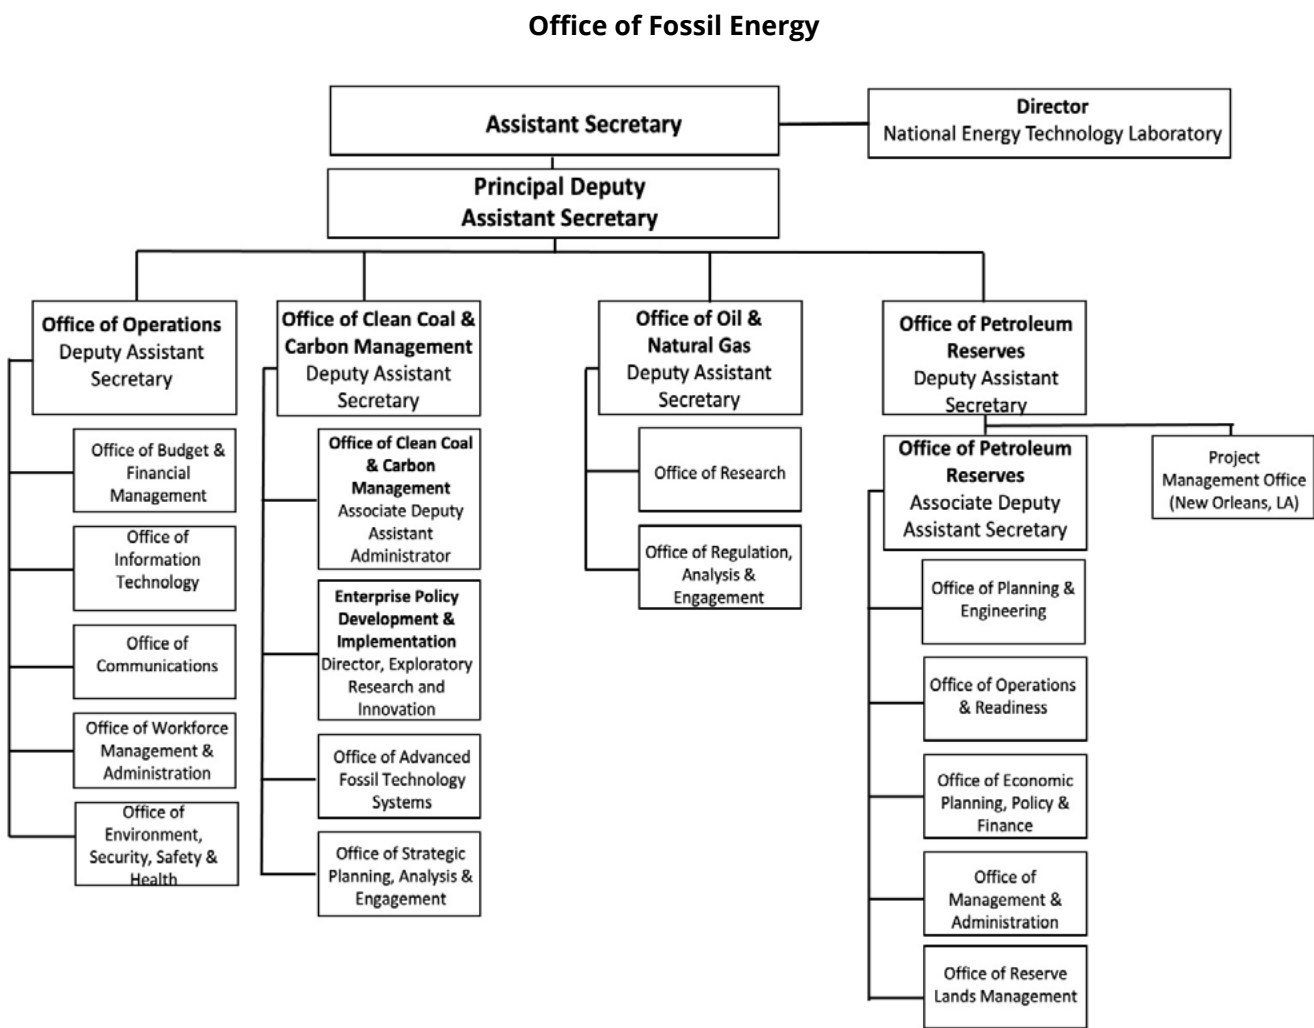 Office of Fossil Energy
Assistant Secretary
Director
National Energy Technology Laboratory
Principal Deputy
Assistant Secretary
Office of Operations
Deputy Assistant
Secretary
Office of Budget &
Financial
Management
Office of
Information
Technology
Office of
Communications
Office of Workforce
Management &
Administration
Office of
Environment,
Security, Safety &
Health
Office of Clean Coal &
Carbon Management
Deputy Assistant
Secretary
Office of Clean Coal
& Carbon
Management
Associate Deputy
Assistant
Administrator
Enterprise Policy
Development &
Implementation
Director, Exploratory
Research and
Innovation
Office of Advanced
Fossil Technology
Systems
Office of Strategic
Planning, Analysis &
Engagement
Office of Oil &
Natural Gas
Deputy Assistant
Secretary
Office of Research
Office of Regulation,
Analysis &
Engagement
Office of Petroleum
Reserves
Deputy Assistant
Secretary
Office of Petroleum
Reserves
Associate Deputy
Assistant Secretary
Project
Management Office
(New Orleans, LA)
Office of Planning &
Engineering
Office of Operations
& Readiness
Office of Economic
Planning, Policy &
Finance
Office of
Management &
Administration
Office of Reserve
Lands Management